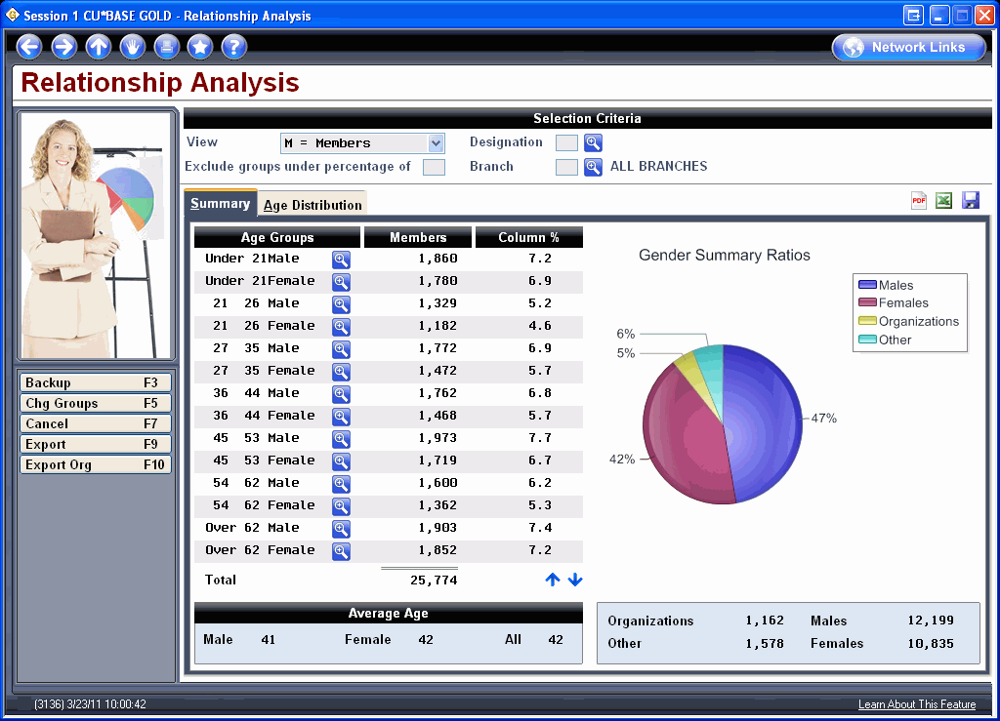 Session 1 CU*BASE GOLD - Relationship Analysis
Network Links
Relationship Analysis
Selection Criteria
View M = Members Designation
Exclude groups under percentage of Branch ALL BRANCHES
Summary Age Distribution PDF
Age Groups Members Column %
Under 21Male 1,860 7.2
Under 21Female 1,780 6.9
21 26 Male 1,329 5.2
21 26 Female 1,182 4.6
27 35 Male 1,772 6.9
27 35 Female 1,472 5.7
36 44 Male 1,762 6.8
36 44 Female 1,468 5.7
45 53 Male 1,973 7.7
45 53 Female 1,719 6.7
54 62 Male 1,600 6.2
54 62 Female 1,362 5.3
Over 62 Male 1,903 7.4
Over 62 Female 1,852 7.2
Total 25,774
Average Age
Male 41 Female 42 All 42
Gender Summary Ratios
Males
Females
Organizations
Other
6%
5%
47%
42%
Organizations 1,162 Males 12,199
Other 1,578 Females 10,835
Backup F3
Chg Groups F5
Cancel F7
Export F9
Export Org F10
(3136) 3/23/11 10:00:42
Learn About This Feature